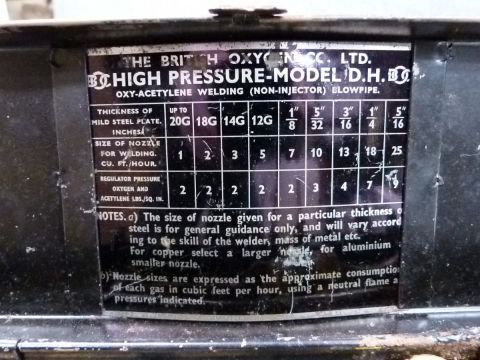 THE BRITISH OXYGEN CO. LTD.
BOC HIGH PRESSURE-MODEL D.H. BOC
OXY-ACETYLENE WELDING (NON-INJECTOR) BLOWPIPE.
THICKNESS OF MILD STEEL PLATE. INCHES UP TO 20G 18G 14G 12G 1/8 5/32 3/16 1/4 5/16
SIZE OF NOZZLE FOR WELDING. CU. FT./HOUR. 1 2 3 5 7 10 13 18 25
REGULATOR PRESSURE OXYGEN AND ACETYLENE LBS./SQ. IN. 2 2 2 2 2 3 4 7 9
NOTES. a) The size of nozzle given for a particular thickness o
steel is for general guidance only, and will vary accord
ing to the skill of the welder, mass of metal etc.
For copper select a larger nozzle, for aluminium
smaller nozzle.
b) Nozzle sizes are expressed as the approximate consumptio
of each gas in cubic feet per hour, using a neutral flame a
pressures indicated.